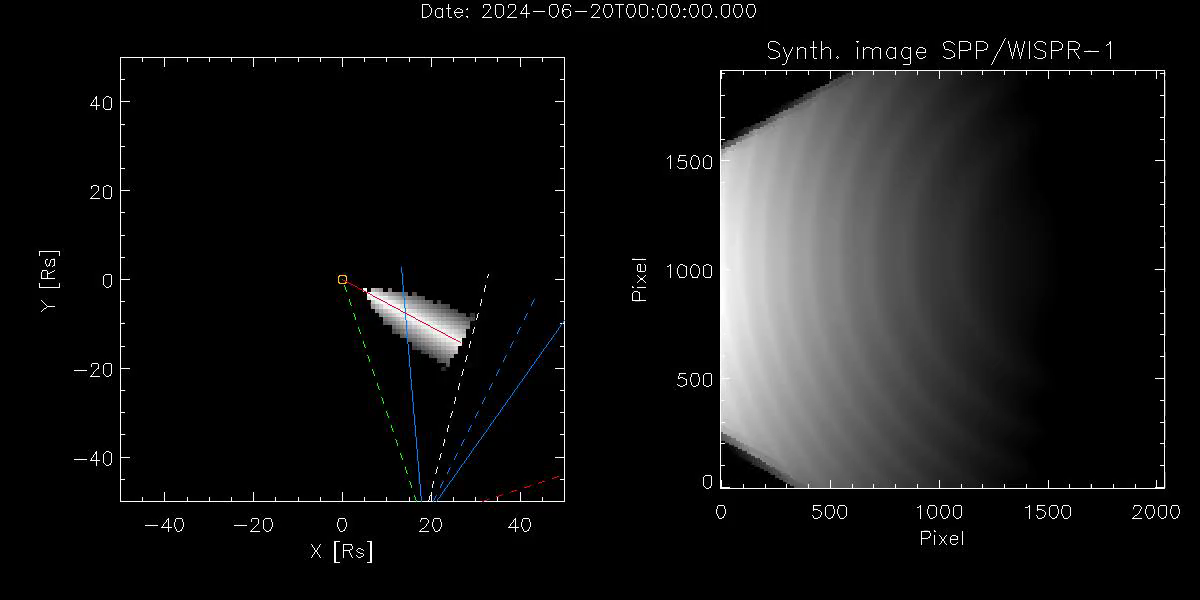 Date: 2024-06-20T00:00:00.000
Synth. image SPP/WISPR-1
40
20
0
-20
-40
Y [Rs]
-40 -20 0 20 40
X [Rs]
1500
1000
500
0
Pixel
0 500 1000 1500 2000
Pixel